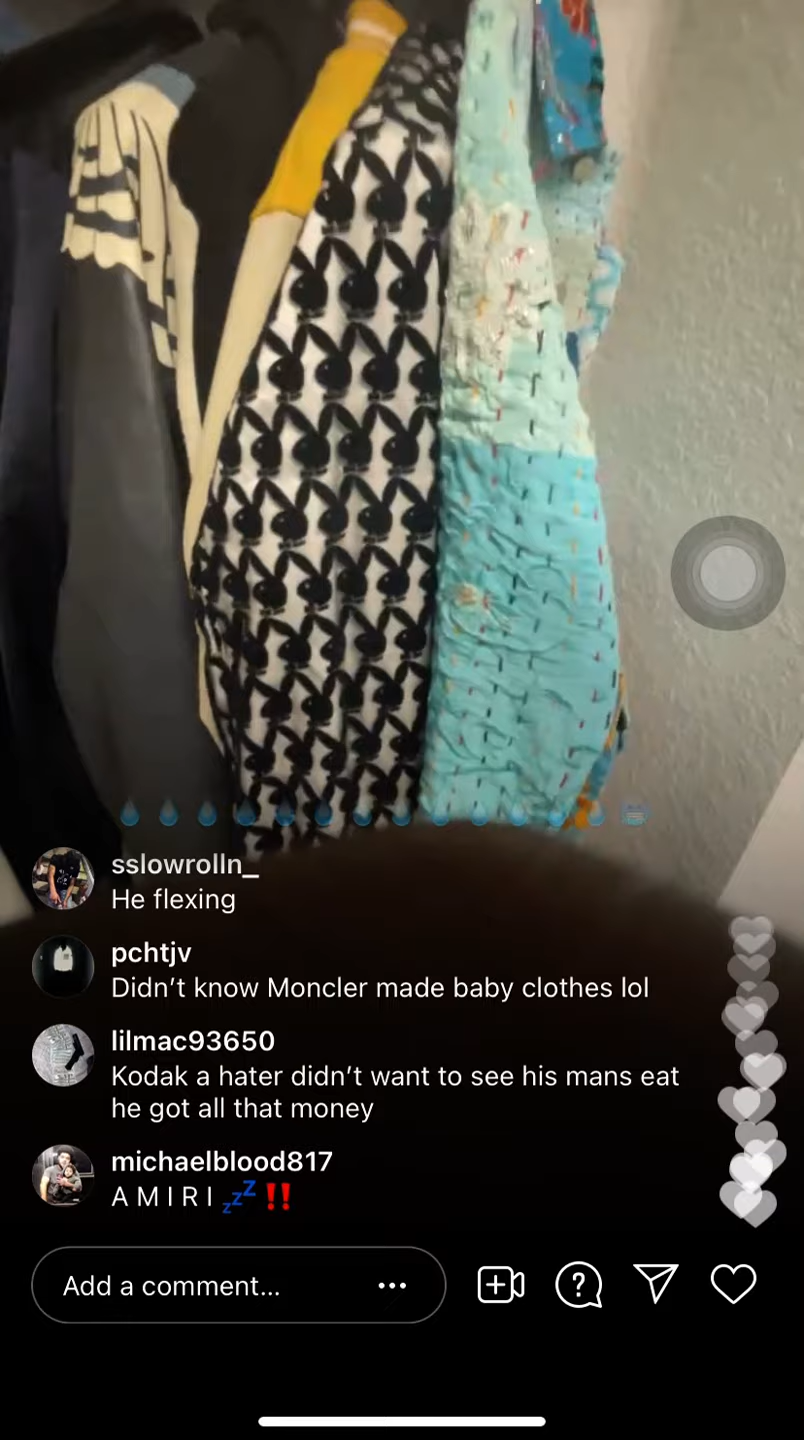 sslowrolln_
He flexing
pchtjv
Didn't know Moncler made baby clothes lol
lilmac93650
Kodak a hater didn't want to see his mans eat
he got all that money
michaelblood817
A M I R I 💤‼️
Add a comment...